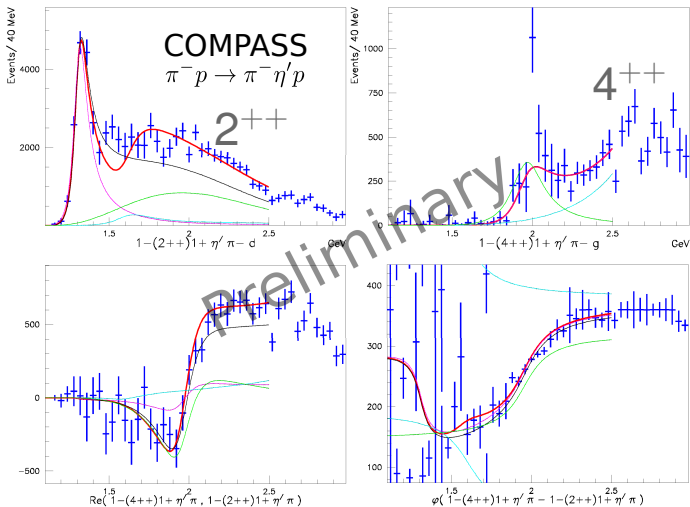 Events/ 40 MeV
4000
2000
COMPASS
π⁻p → π⁻η′p
2⁺⁺
1.5
2
2.5
1-(2++)1+ η′ π- d
GeV
Events/ 40 MeV
1000
750
500
250
0
4⁺⁺
1.5
2
2.5
1-(4++)1+ η′ π- g
GeV
Preliminary
500
0
-500
1.5
2
2.5
Re( 1-(4++)1+ η′ π , 1-(2++)1+ η′ π )
400
300
200
100
1.5
2
2.5
φ( 1-(4++)1+ η′ π - 1-(2++)1+ η′ π )